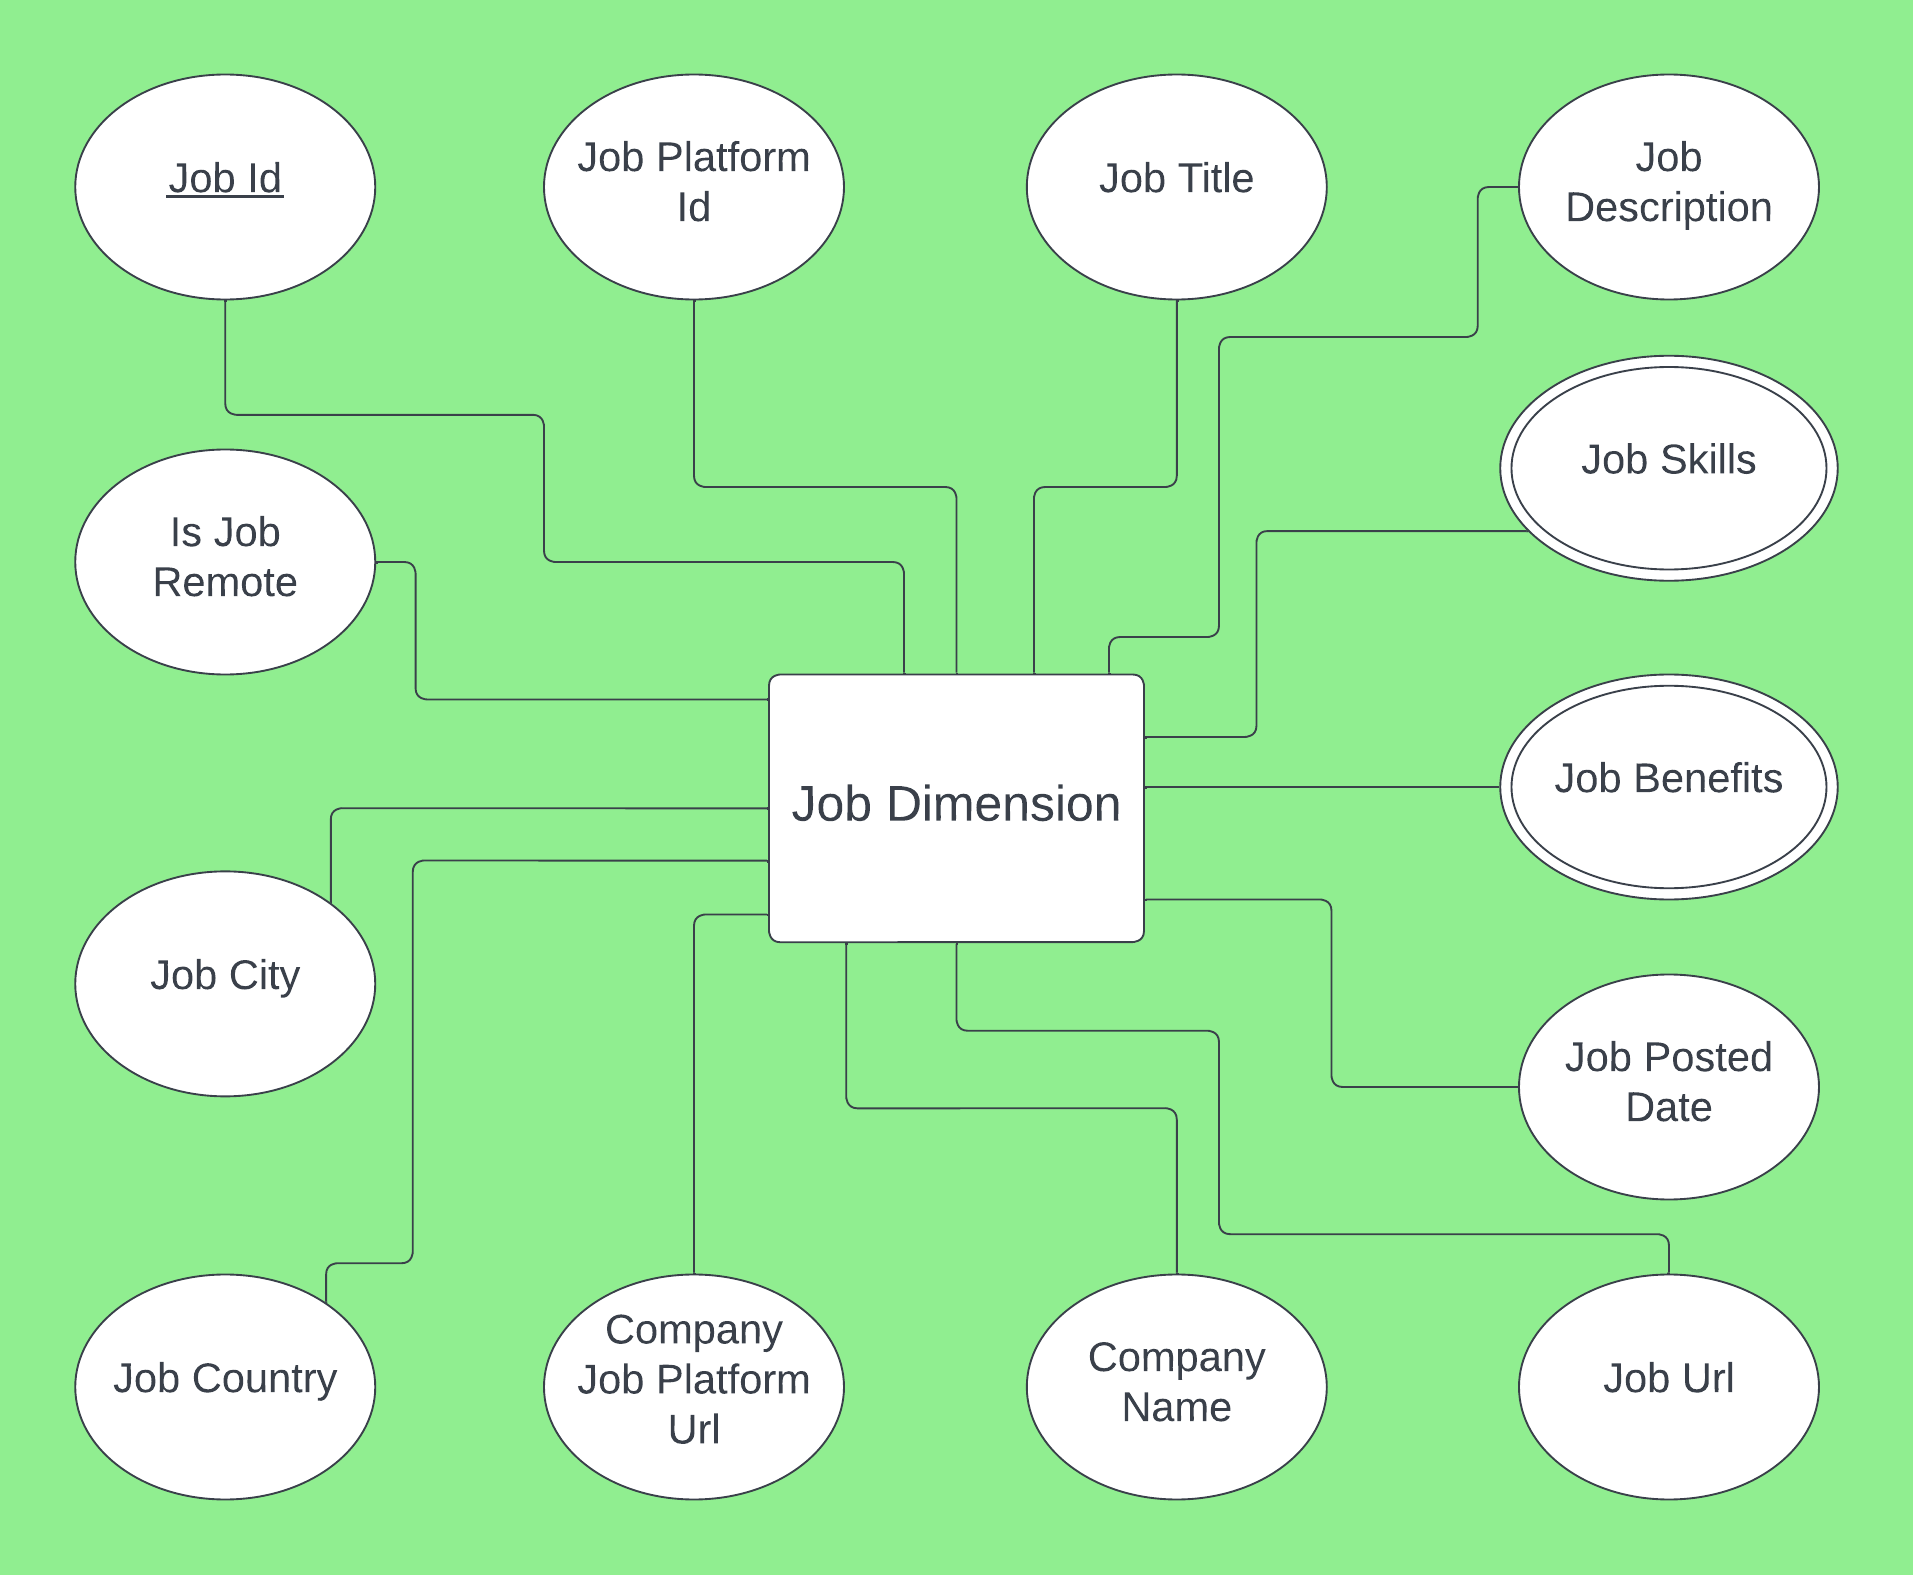 Job Id
Job Platform
Id
Job Title
Job
Description
Job Skills
Is Job
Remote
Job Dimension
Job Benefits
Job City
Job Posted
Date
Job Country
Company
Job Platform
Url
Company
Name
Job Url